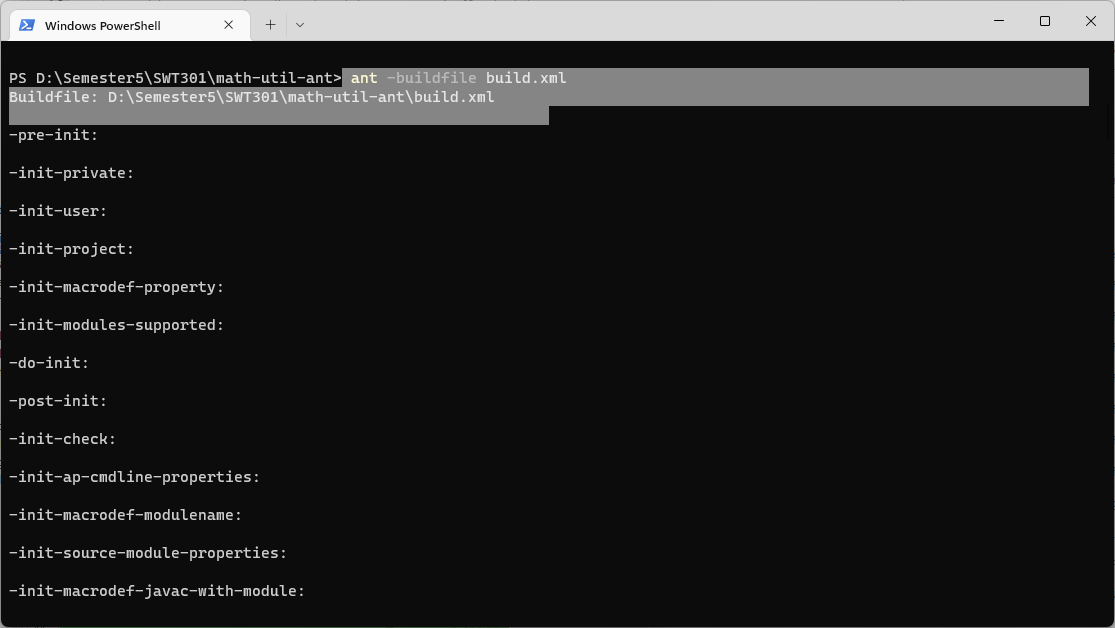 Windows PowerShell
PS D:\Semester5\SWT301\math-util-ant> ant -buildfile build.xml
Buildfile: D:\Semester5\SWT301\math-util-ant\build.xml
-pre-init:
-init-private:
-init-user:
-init-project:
-init-macrodef-property:
-init-modules-supported:
-do-init:
-post-init:
-init-check:
-init-ap-cmdline-properties:
-init-macrodef-modulename:
-init-source-module-properties:
-init-macrodef-javac-with-module: